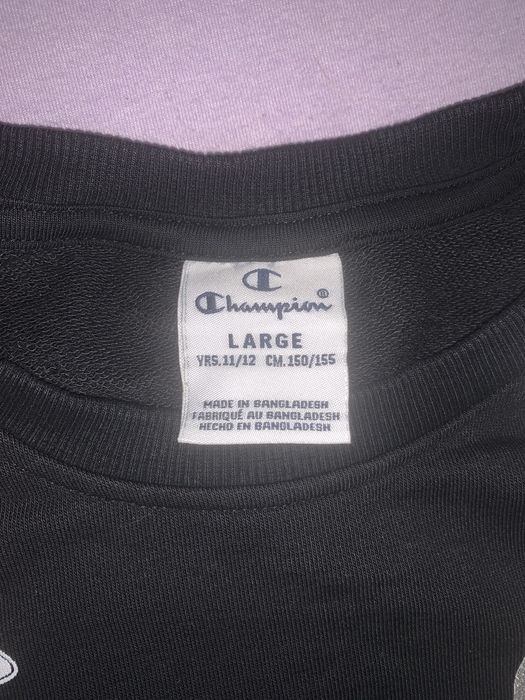 Champion®
LARGE
YRS.11/12 CM.150/155
MADE IN BANGLADESH
FABRIQUÉ AU BANGLADESH
HECHO EN BANGLADESH